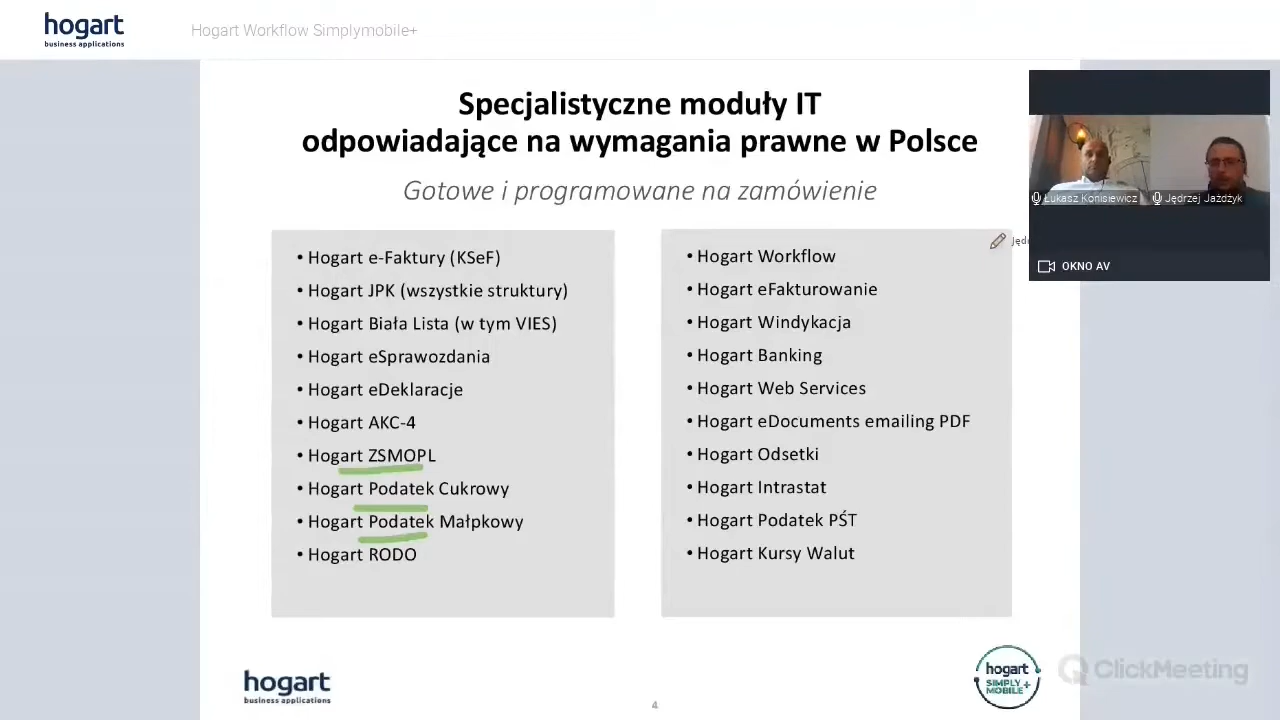 hogart
business applications
Hogart Workflow Simplymobile+
Specjalistyczne moduły IT
odpowiadające na wymagania prawne w Polsce
Gotowe i programowane na zamówienie
• Hogart e-Faktury (KSeF)
• Hogart JPK (wszystkie struktury)
• Hogart Biała Lista (w tym VIES)
• Hogart eSprawozdania
• Hogart eDeklaracje
• Hogart AKC-4
• Hogart ZSMOPL
• Hogart Podatek Cukrowy
• Hogart Podatek Małpkowy
• Hogart RODO
• Hogart Workflow
• Hogart eFakturowanie
• Hogart Windykacja
• Hogart Banking
• Hogart Web Services
• Hogart eDocuments emailing PDF
• Hogart Odsetki
• Hogart Intrastat
• Hogart Podatek PŚT
• Hogart Kursy Walut
Łukasz Konisiewicz
Jędrzej Jażdżyk
OKNO AV
hogart
business applications
4
hogart
SIMPLY+
MOBILE
ClickMeeting